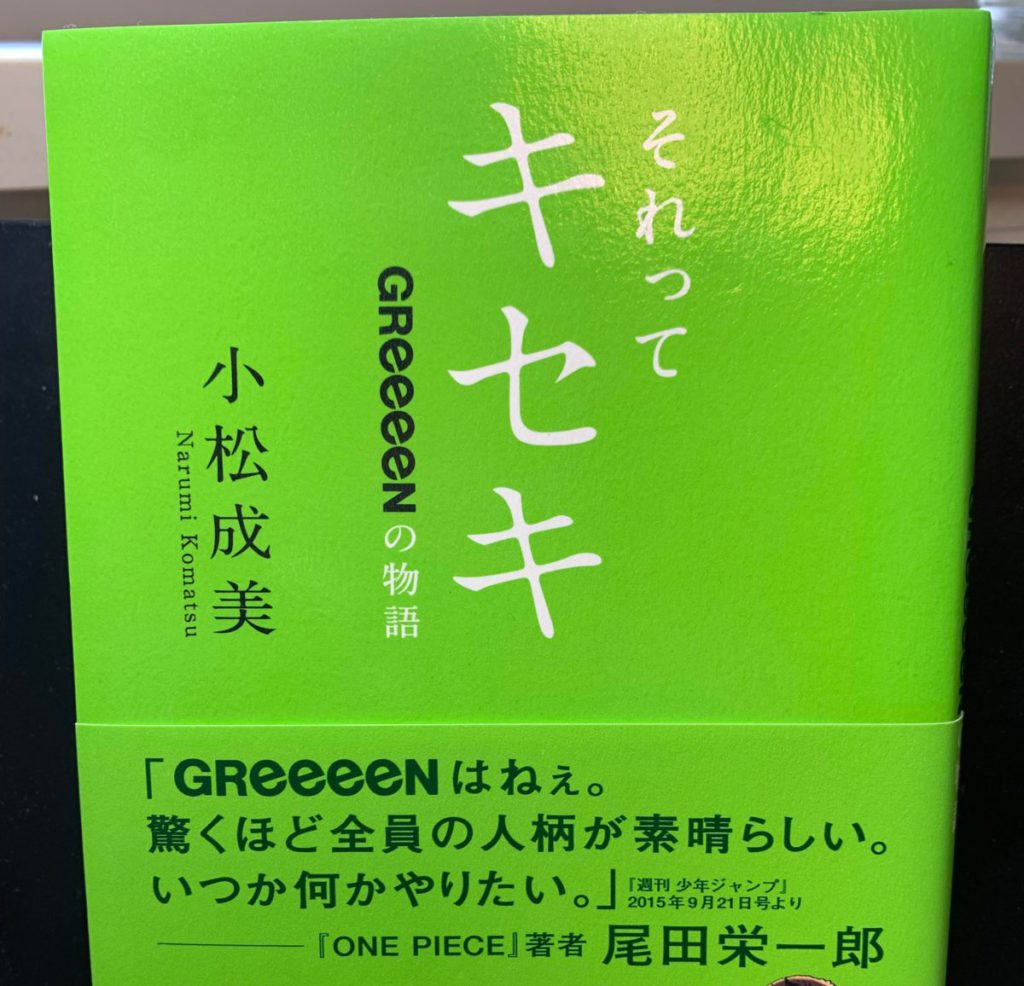 それって
キセキ
GReeeeNの物語
小松成美
Narumi Komatsu
「GReeeeNはねぇ。
驚くほど全員の人柄が素晴らしい。
いつか何かやりたい。」
『週刊 少年ジャンプ』
2015年9月21日号より
『ONE PIECE』著者 尾田栄一郎